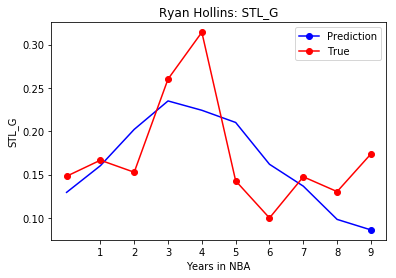 Ryan Hollins: STL_G
Prediction
True
0.30
0.25
0.20
0.15
0.10
STL_G
1 2 3 4 5 6 7 8 9
Years in NBA